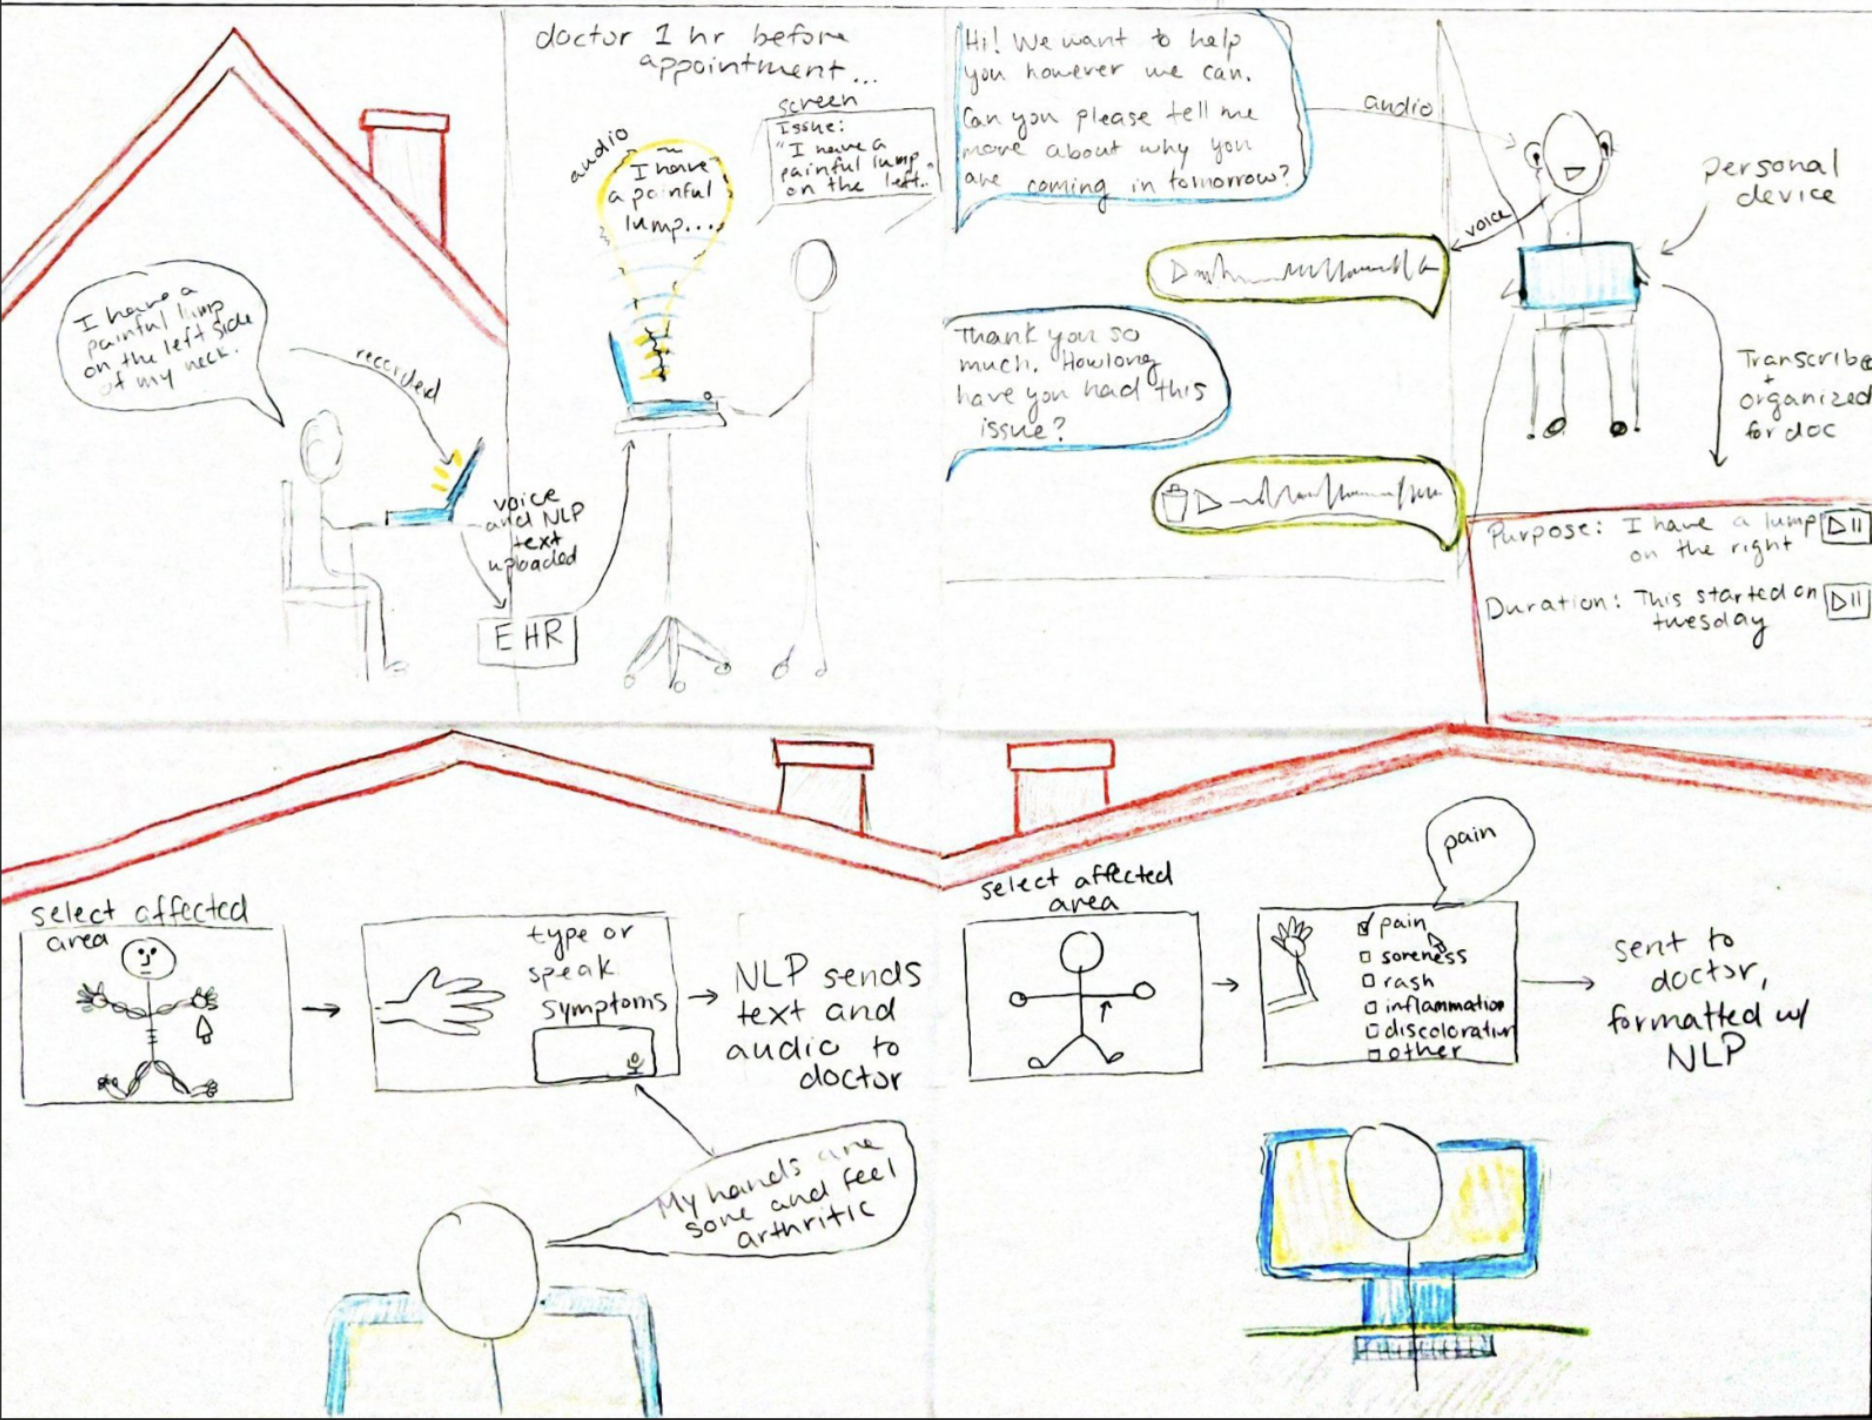 I have a
painful lump
on the left side
of my neck.
recorded
voice
and NLP
text
uploaded
EHR
doctor 1 hr before
appointment...
audio
I have
a painful
lump...
screen
Issue:
"I have a
painful lump
on the left..
Hi! We want to help
you however we can.
Can you please tell me
more about why you
are coming in tomorrow?
audio
voice
personal
device
Thank you so
much. How long
have you had this
issue?
Transcribed
+
organized
for doc
Purpose: I have a lump
on the right
Duration: This started on
tuesday
select affected
area
type or
speak
symptoms
NLP sends
text and
audio to
doctor
My hands are
sore and feel
arthritic
select affected
area
pain
pain
soreness
rash
inflammation
discoloration
other
sent to
doctor,
formatted w/
NLP